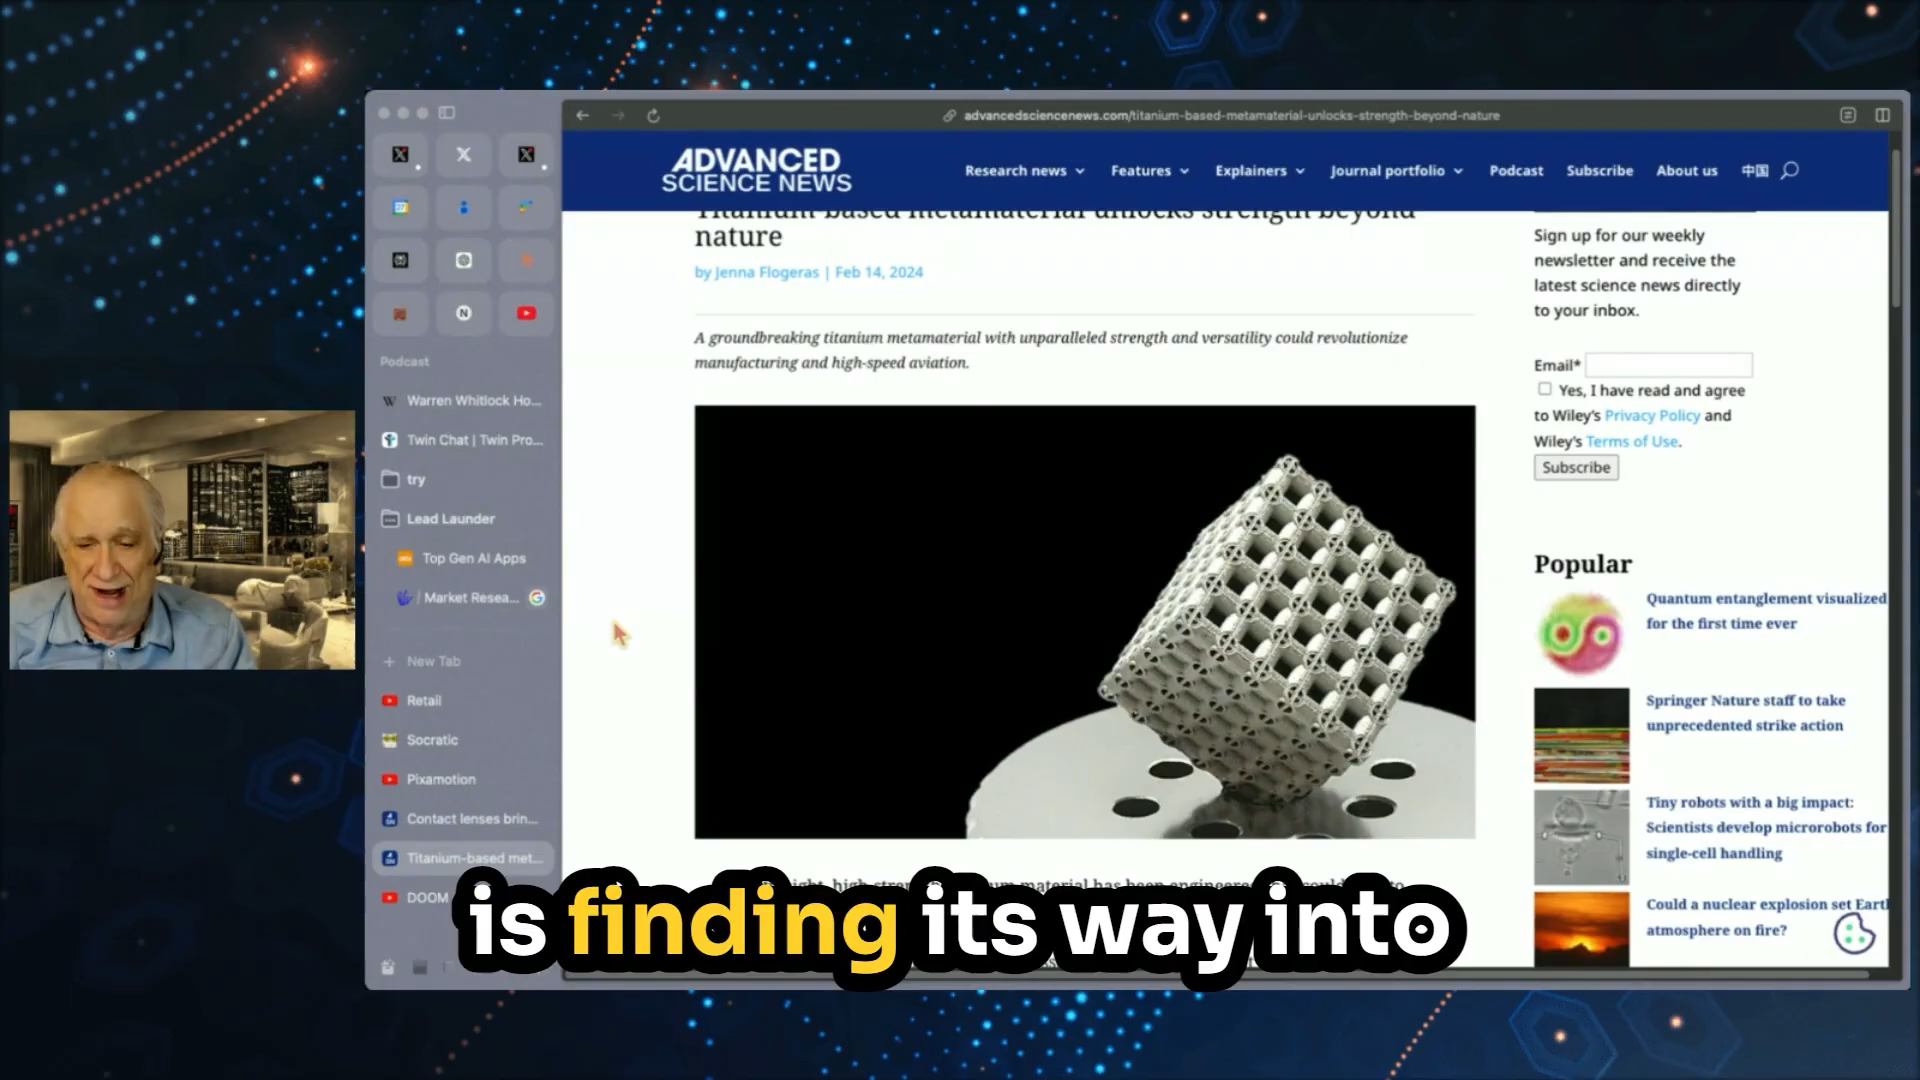 advancedsciencenews.com/titanium-based-metamaterial-unlocks-strength-beyond-nature
ADVANCED
SCIENCE NEWS
Research news
Features
Explainers
Journal portfolio
Podcast
Subscribe
About us
中国
Podcast
Warren Whitlock Ho...
Twin Chat | Twin Pro...
try
Lead Launder
Top Gen AI Apps
/ Market Resea...
New Tab
Retail
Socratic
Pixamotion
Contact lenses brin...
Titanium-based met...
DOOM
Titanium-based metamaterial unlocks strength beyond
nature
by Jenna Flogeras | Feb 14, 2024
A groundbreaking titanium metamaterial with unparalleled strength and versatility could revolutionize
manufacturing and high-speed aviation.
Sign up for our weekly
newsletter and receive the
latest science news directly
to your inbox.
Email*
Yes, I have read and agree
to Wiley's Privacy Policy and
Wiley's Terms of Use.
Subscribe
Popular
Quantum entanglement visualized
for the first time ever
Springer Nature staff to take
unprecedented strike action
Tiny robots with a big impact:
Scientists develop microrobots for
single-cell handling
Could a nuclear explosion set Eart
atmosphere on fire?
is finding its way into